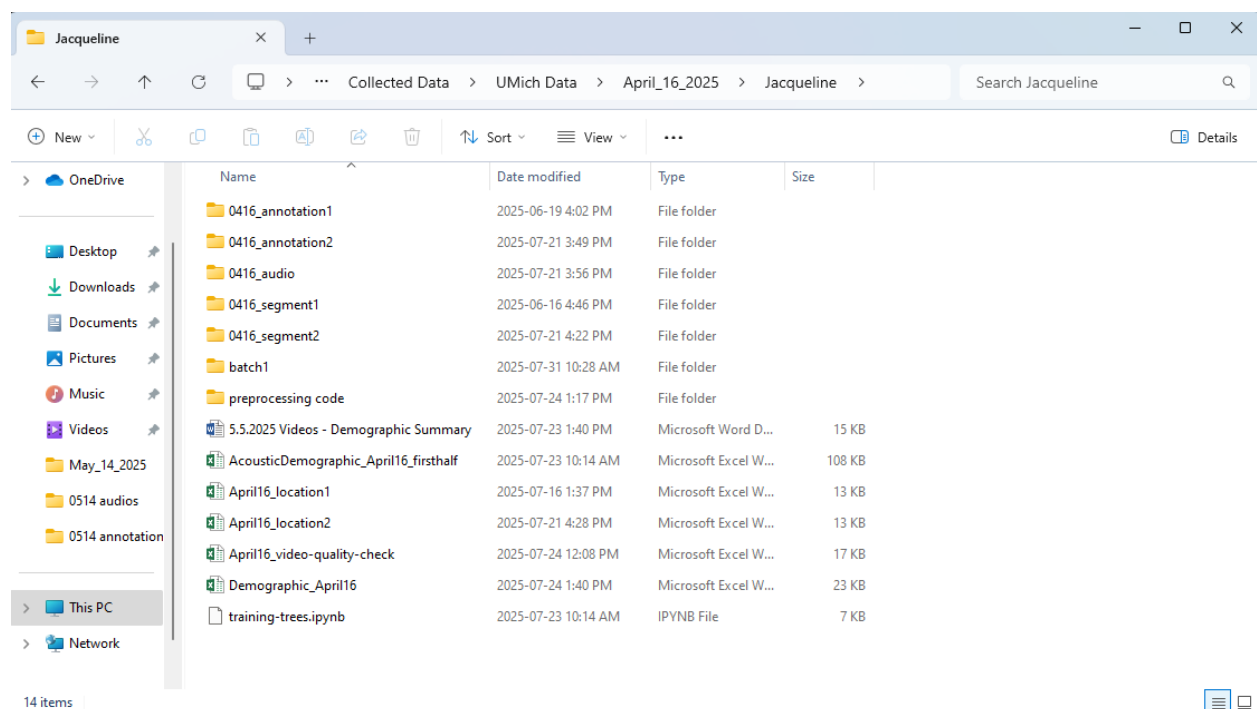 Jacqueline
Collected Data > UMich Data > April_16_2025 > Jacqueline >
Search Jacqueline
New
Sort
View
Details
Name Date modified Type Size
OneDrive
Desktop
Downloads
Documents
Pictures
Music
Videos
May_14_2025
0514 audios
0514 annotation
This PC
Network
0416_annotation1 2025-06-19 4:02 PM File folder
0416_annotation2 2025-07-21 3:49 PM File folder
0416_audio 2025-07-21 3:56 PM File folder
0416_segment1 2025-06-16 4:46 PM File folder
0416_segment2 2025-07-21 4:22 PM File folder
batch1 2025-07-31 10:28 AM File folder
preprocessing code 2025-07-24 1:17 PM File folder
5.5.2025 Videos - Demographic Summary 2025-07-23 1:40 PM Microsoft Word D... 15 KB
AcousticDemographic_April16_firsthalf 2025-07-23 10:14 AM Microsoft Excel W... 108 KB
April16_location1 2025-07-16 1:37 PM Microsoft Excel W... 13 KB
April16_location2 2025-07-21 4:28 PM Microsoft Excel W... 13 KB
April16_video-quality-check 2025-07-24 12:08 PM Microsoft Excel W... 17 KB
Demographic_April16 2025-07-24 1:40 PM Microsoft Excel W... 23 KB
training-trees.ipynb 2025-07-23 10:14 AM IPYNB File 7 KB
14 items